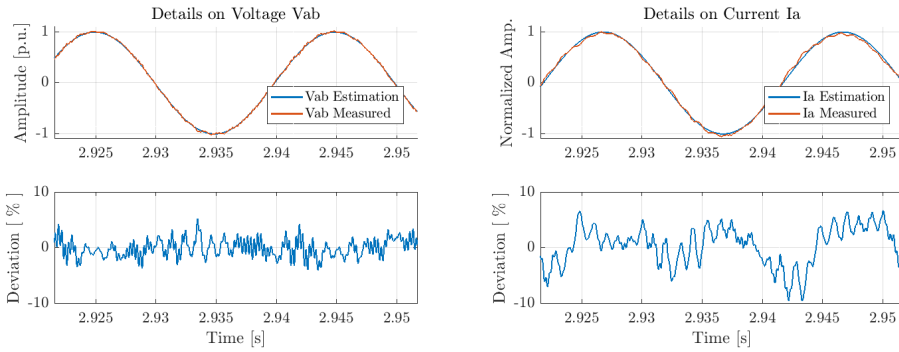 Details on Voltage Vab
Amplitude [p.u.]
1
0
-1
Vab Estimation
Vab Measured
2.925 2.93 2.935 2.94 2.945 2.95
Details on Current Ia
Normalized Amp.
1
0
-1
Ia Estimation
Ia Measured
2.925 2.93 2.935 2.94 2.945 2.95
Deviation [ % ]
10
0
-10
2.925 2.93 2.935 2.94 2.945 2.95
Time [s]
Deviation [ % ]
10
0
-10
2.925 2.93 2.935 2.94 2.945 2.95
Time [s]